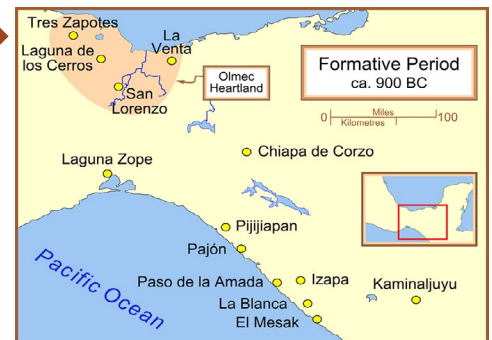 Tres Zapotes
Laguna de
los Cerros
La
Venta
San
Lorenzo
Olmec
Heartland
Formative Period
ca. 900 BC
Miles
0 100
Kilometres
Laguna Zope
Chiapa de Corzo
Pijijiapan
Pajón
Paso de la Amada
Izapa
Kaminaljuyu
La Blanca
El Mesak
Pacific Ocean